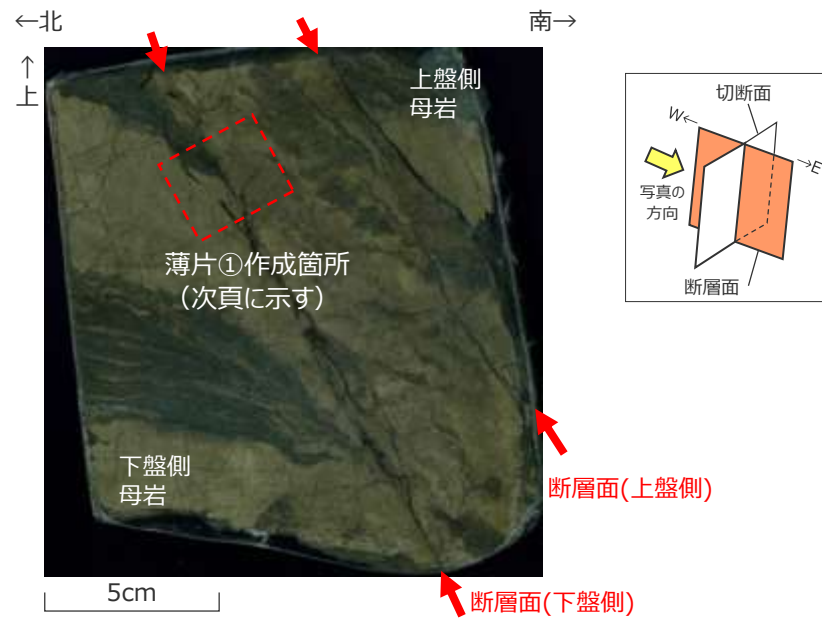 ←北
南→
↑
上
上盤側
母岩
薄片①作成箇所
（次頁に示す）
下盤側
母岩
断層面(上盤側)
断層面(下盤側)
5cm
切断面
W←
→E
写真の
方向
断層面